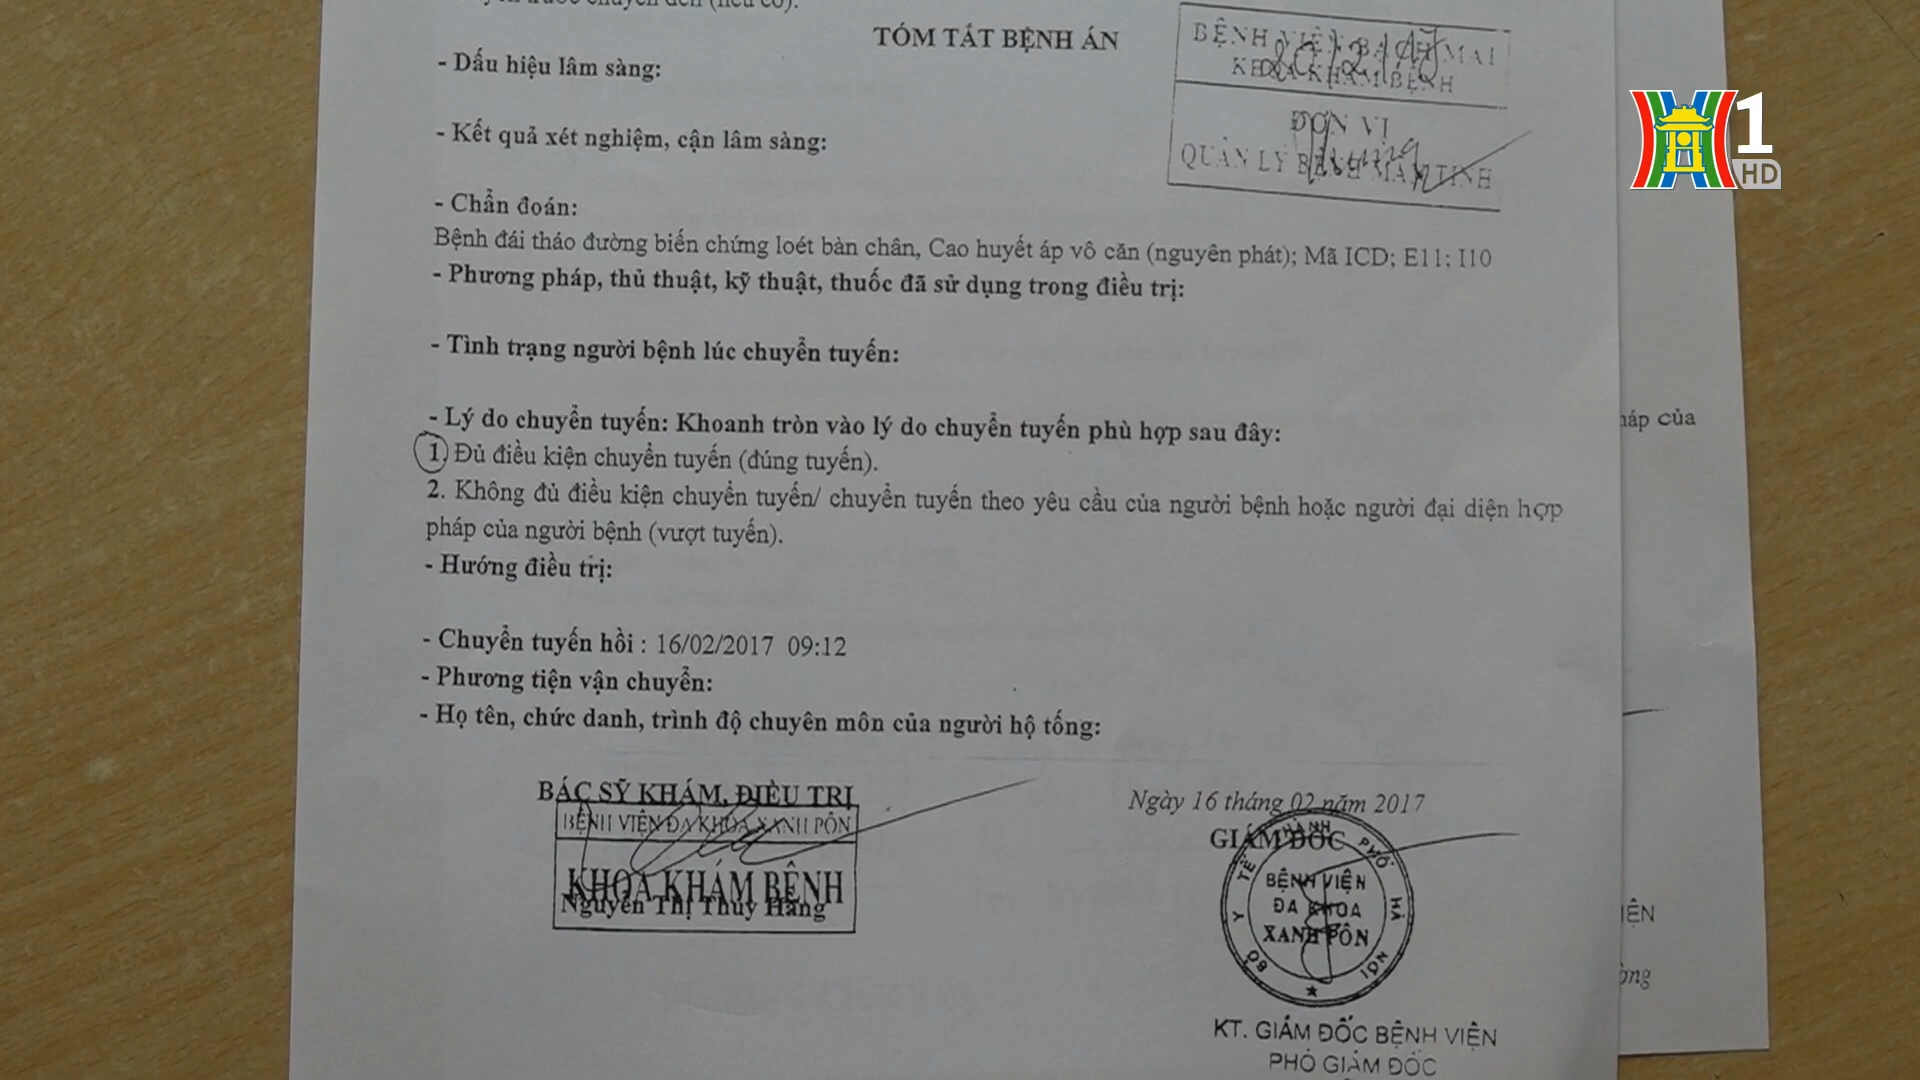 TÓM TẮT BỆNH ÁN
- Dấu hiệu lâm sàng:
- Kết quả xét nghiệm, cận lâm sàng:
BỆNH VIỆN BẠCH MAI
KHOA KHÁM BỆNH
ĐƠN VỊ
QUẢN LÝ BỆNH MẠN TÍNH
1
HD
- Chẩn đoán:
Bệnh đái tháo đường biến chứng loét bàn chân, Cao huyết áp vô căn (nguyên phát); Mã ICD; E11; I10
- Phương pháp, thủ thuật, kỹ thuật, thuốc đã sử dụng trong điều trị:
- Tình trạng người bệnh lúc chuyển tuyến:
- Lý do chuyển tuyến: Khoanh tròn vào lý do chuyển tuyến phù hợp sau đây:
1. Đủ điều kiện chuyển tuyến (đúng tuyến).
2. Không đủ điều kiện chuyển tuyến/ chuyển tuyến theo yêu cầu của người bệnh hoặc người đại diện hợp
pháp của người bệnh (vượt tuyến).
- Hướng điều trị:
- Chuyển tuyến hồi : 16/02/2017 09:12
- Phương tiện vận chuyển:
- Họ tên, chức danh, trình độ chuyên môn của người hộ tống:
BÁC SỸ KHÁM, ĐIỀU TRỊ
BỆNH VIỆN ĐA KHOA XANH PÔN
KHOA KHÁM BỆNH
Nguyễn Thị Thúy Hằng
Ngày 16 tháng 02 năm 2017
GIÁM ĐỐC
BỆNH VIỆN
ĐA KHOA
XANH PÔN
KT. GIÁM ĐỐC BỆNH VIỆN
PHÓ GIÁM ĐỐC
của